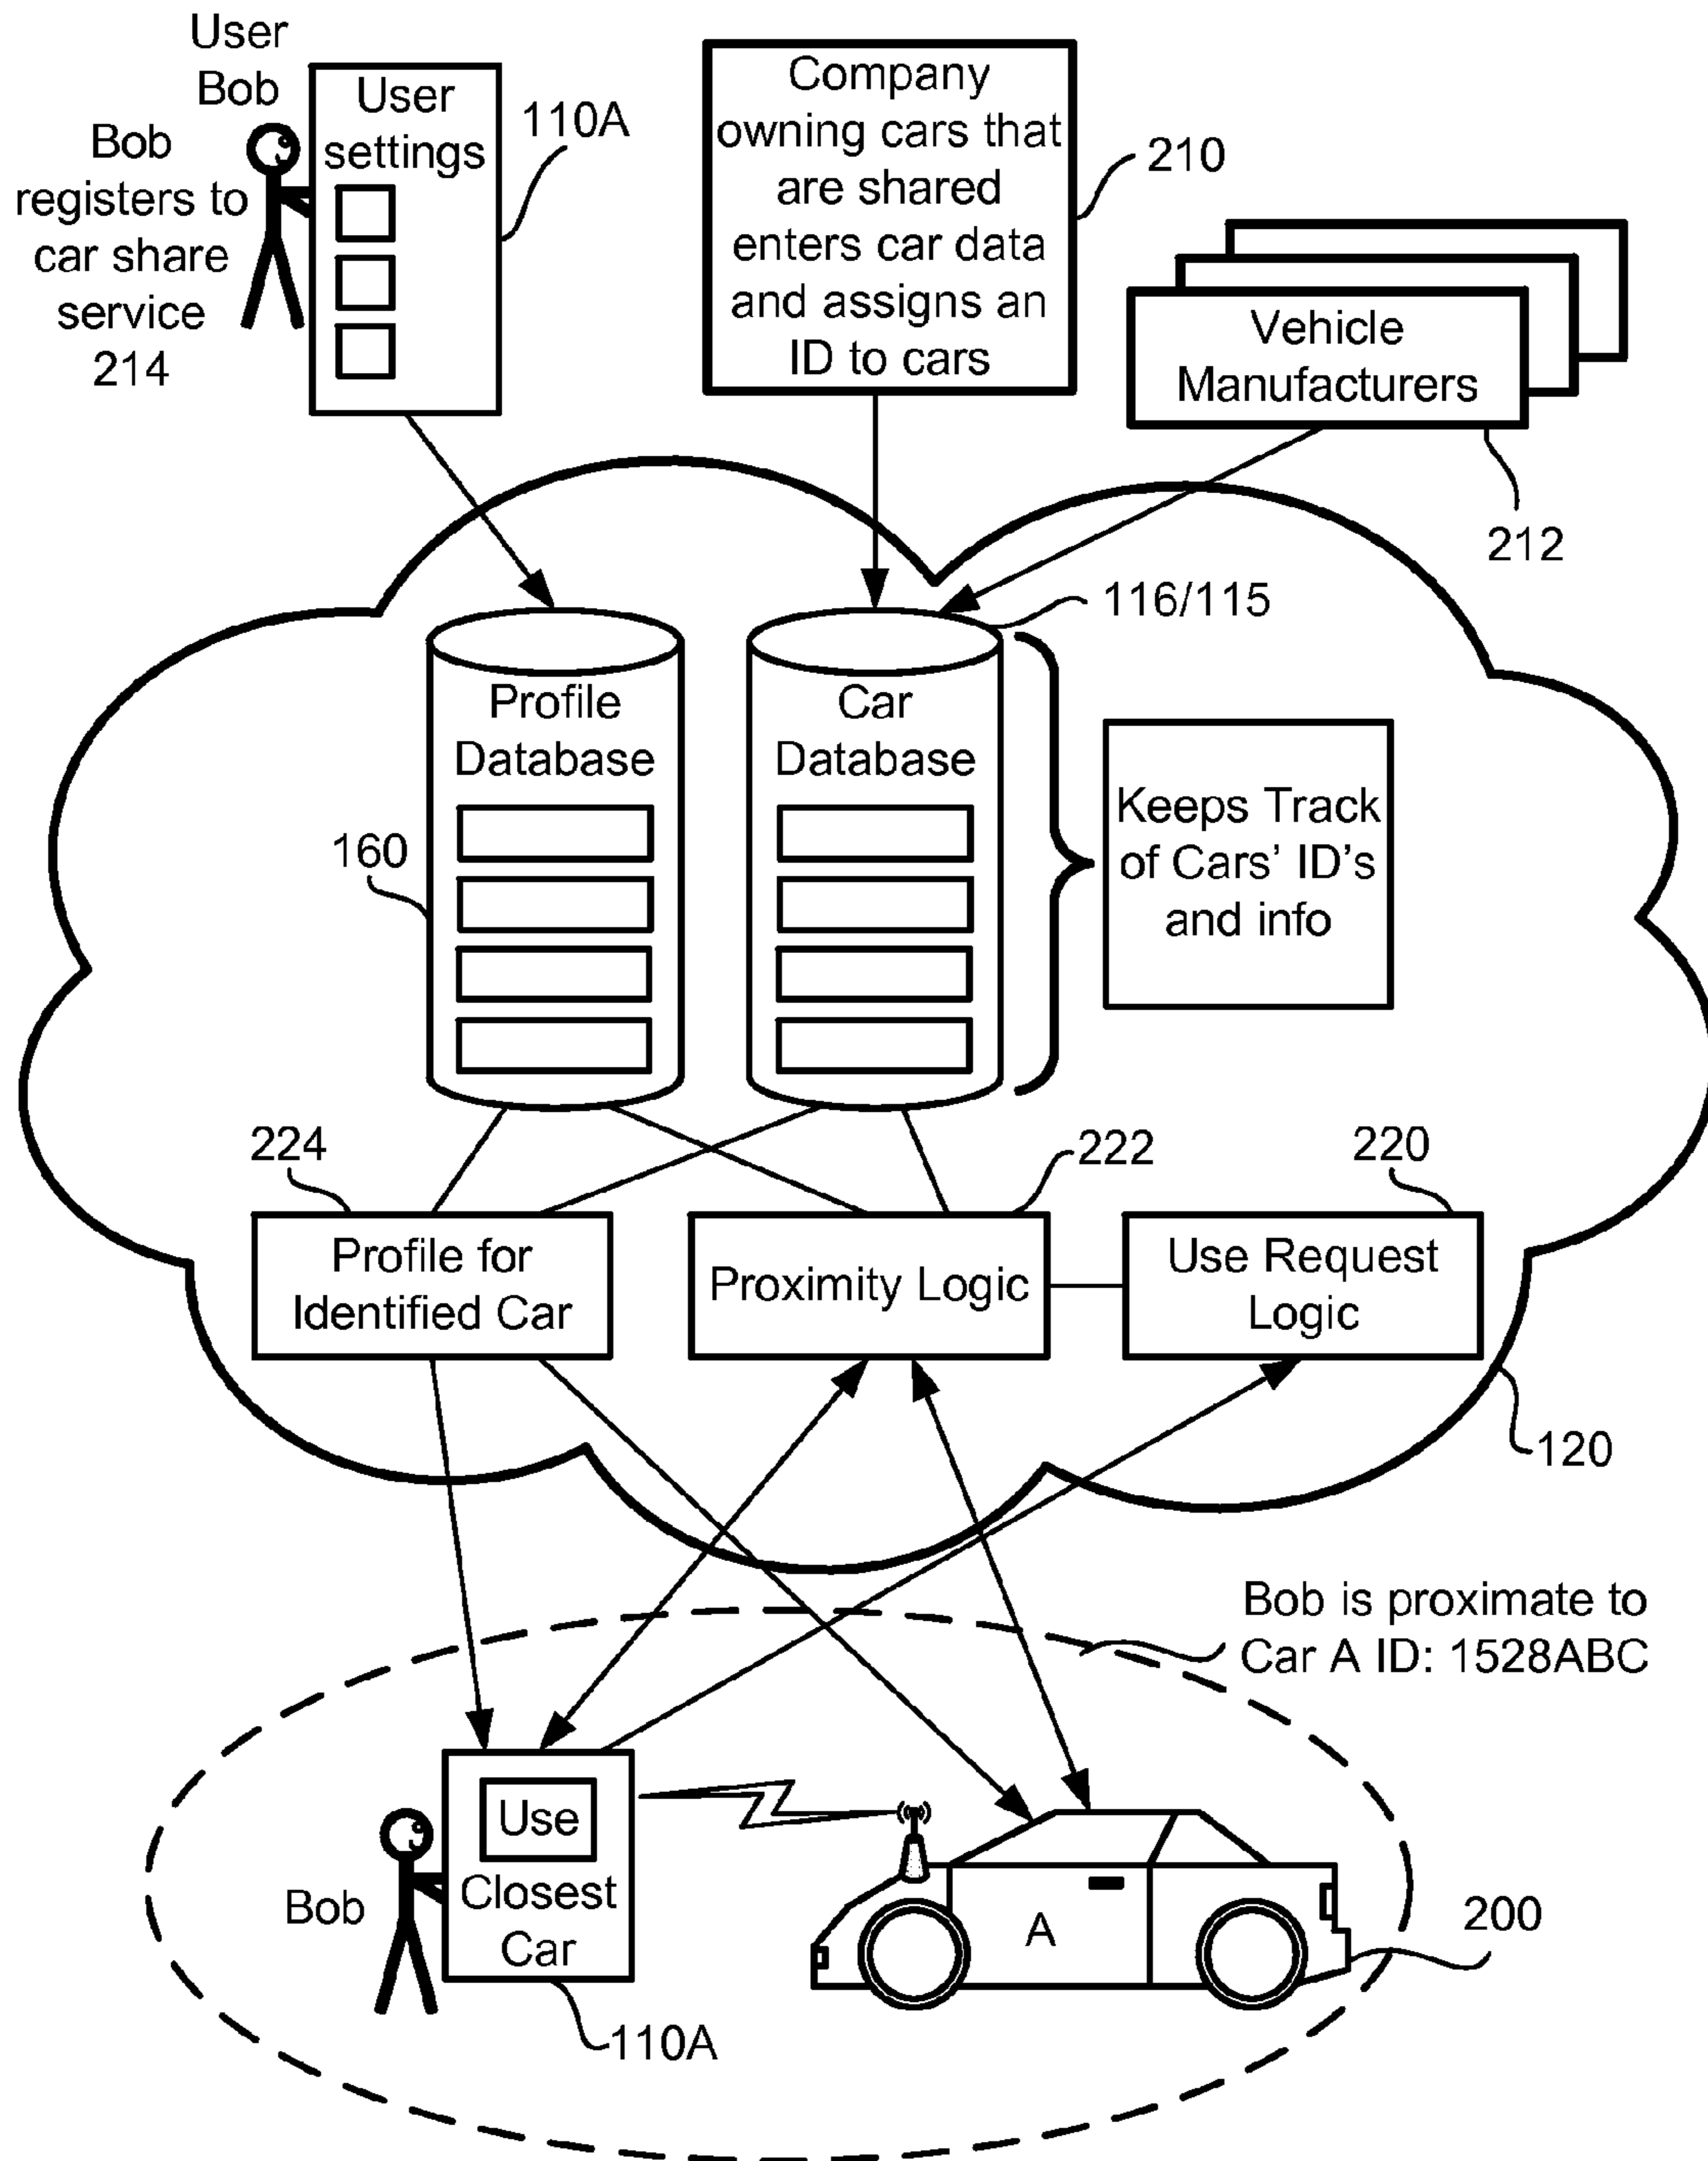 User
Bob
Bob
registers to
car share
service
214
User
settings
110A
Company
owning cars that
are shared
enters car data
and assigns an
ID to cars
210
Vehicle
Manufacturers
212
116/115
Profile
Database
Car
Database
160
Keeps Track
of Cars’ ID’s
and info
224
222
220
Profile for
Identified Car
Proximity Logic
Use Request
Logic
120
Bob is proximate to
Car A ID: 1528ABC
Use
Closest
Car
Bob
A
200
110A